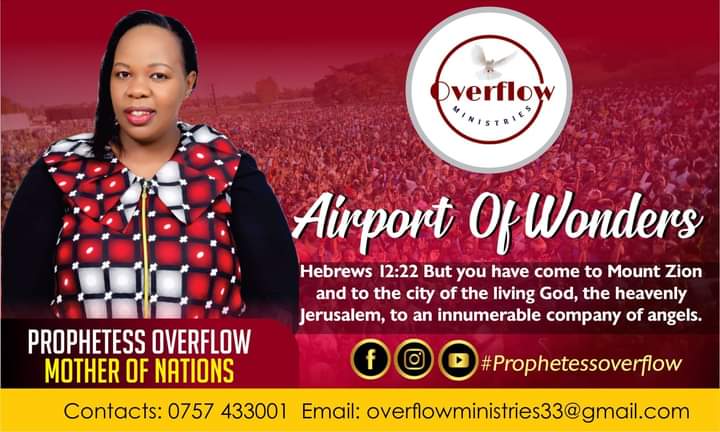 Overflow
MINISTRIES
Airport Of Wonders
Hebrews 12:22 But you have come to Mount Zion
and to the city of the living God, the heavenly
Jerusalem, to an innumerable company of angels.
PROPHETESS OVERFLOW
MOTHER OF NATIONS
#Prophetessoverflow
Contacts: 0757 433001 Email: overflowministries33@gmail.com